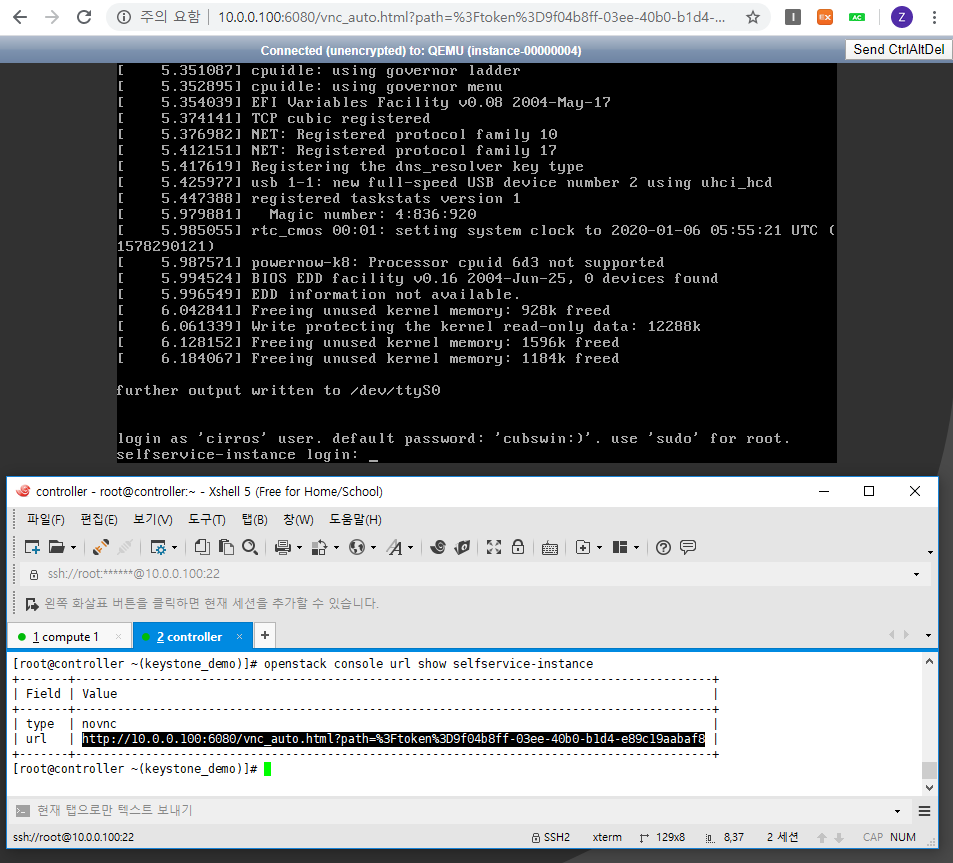 주의 요함 | 10.0.0.100:6080/vnc_auto.html?path=%3Ftoken%3D9f04b8ff-03ee-40b0-b1d4-...
Connected (unencrypted) to: QEMU (instance-00000004)
Send CtrlAltDel
[    5.351087] cpuidle: using governor ladder
[    5.352895] cpuidle: using governor menu
[    5.354039] EFI Variables Facility v0.08 2004-May-17
[    5.374141] TCP cubic registered
[    5.376982] NET: Registered protocol family 10
[    5.412151] NET: Registered protocol family 17
[    5.417619] Registering the dns_resolver key type
[    5.425977] usb 1-1: new full-speed USB device number 2 using uhci_hcd
[    5.447388] registered taskstats version 1
[    5.979881]   Magic number: 4:836:920
[    5.985055] rtc_cmos 00:01: setting system clock to 2020-01-06 05:55:21 UTC (
1578290121)
[    5.987571] powernow-k8: Processor cpuid 6d3 not supported
[    5.994524] BIOS EDD facility v0.16 2004-Jun-25, 0 devices found
[    5.996549] EDD information not available.
[    6.042841] Freeing unused kernel memory: 928k freed
[    6.061339] Write protecting the kernel read-only data: 12288k
[    6.128152] Freeing unused kernel memory: 1596k freed
[    6.184067] Freeing unused kernel memory: 1184k freed
further output written to /dev/ttyS0
login as 'cirros' user. default password: 'cubswin:)'. use 'sudo' for root.
selfservice-instance login: _
controller - root@controller:~ - Xshell 5 (Free for Home/School)
파일(F) 편집(E) 보기(V) 도구(T) 탭(B) 창(W) 도움말(H)
ssh://root:******@10.0.0.100:22
왼쪽 화살표 버튼을 클릭하면 현재 세션을 추가할 수 있습니다.
1 compute 1 × 2 controller × +
[root@controller ~(keystone_demo)]# openstack console url show selfservice-instance
+-------+------------------------------------------------------------------------------------+
| Field | Value |
+-------+------------------------------------------------------------------------------------+
| type | novnc |
| url | http://10.0.0.100:6080/vnc_auto.html?path=%3Ftoken%3D9f04b8ff-03ee-40b0-b1d4-e89c19aabaf8 |
+-------+------------------------------------------------------------------------------------+
[root@controller ~(keystone_demo)]#
현재 탭으로만 텍스트 보내기
ssh://root@10.0.0.100:22 SSH2 xterm 129x8 8,37 2 세션 CAP NUM